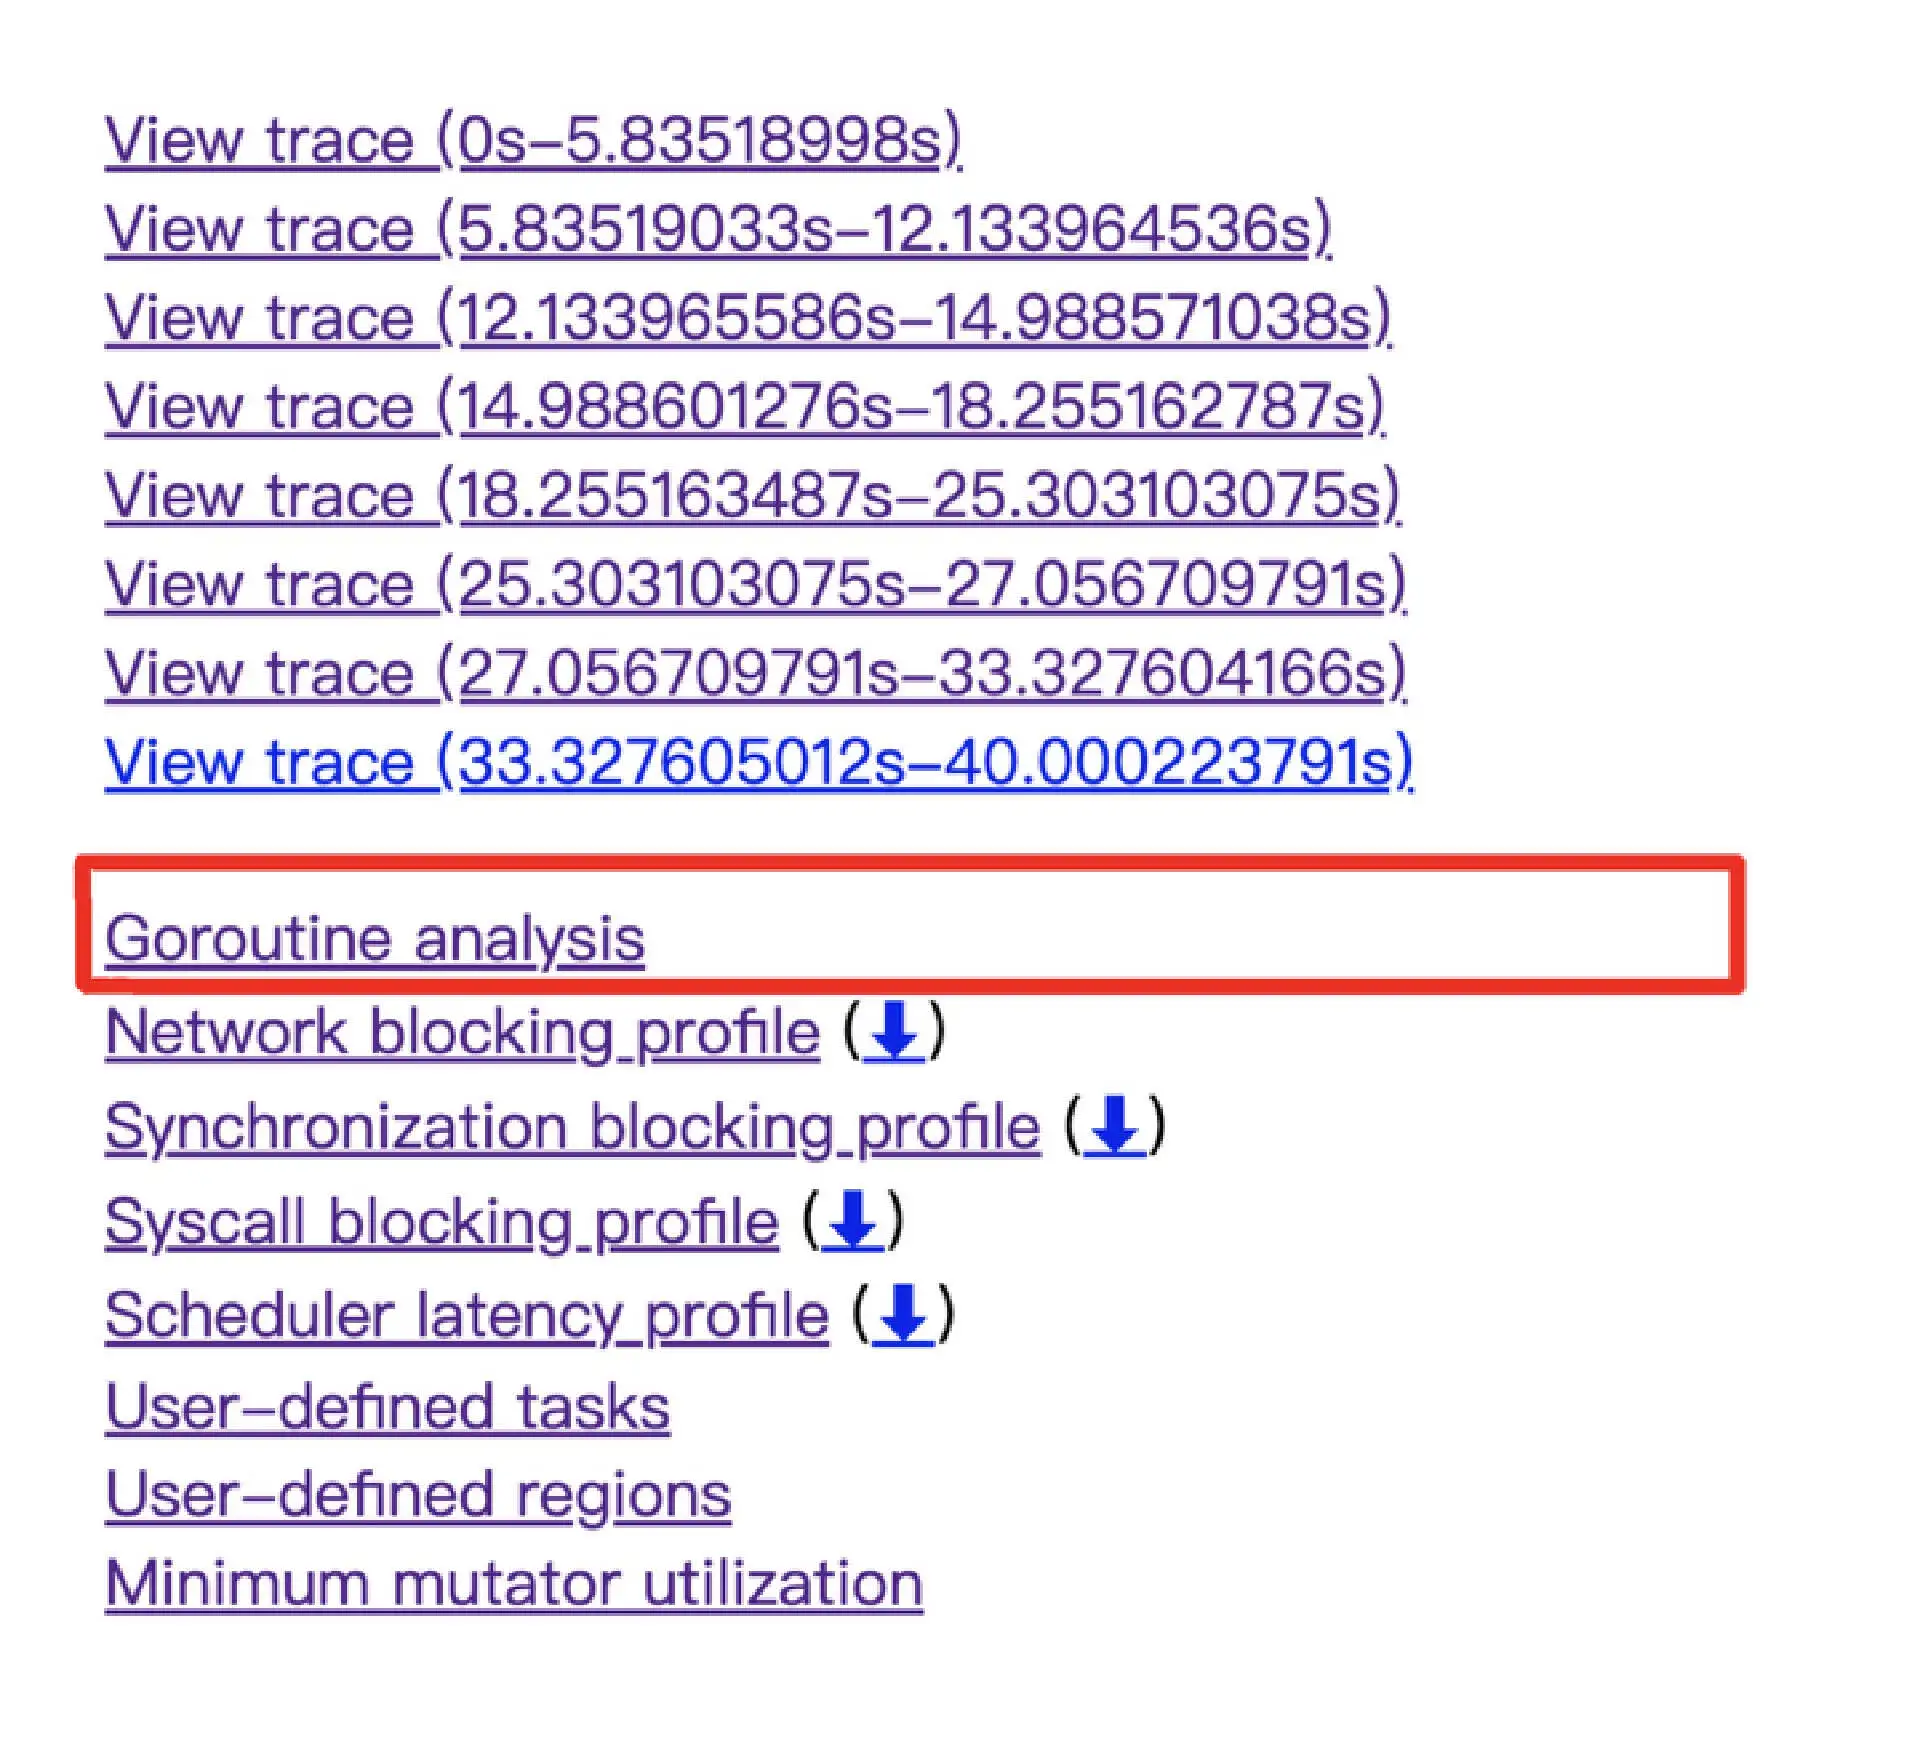 View trace (0s–5.83518998s)
View trace (5.83519033s–12.133964536s)
View trace (12.133965586s–14.988571038s)
View trace (14.988601276s–18.255162787s)
View trace (18.255163487s–25.303103075s)
View trace (25.303103075s–27.056709791s)
View trace (27.056709791s–33.327604166s)
View trace (33.327605012s–40.000223791s)
Goroutine analysis
Network blocking profile (⬇)
Synchronization blocking profile (⬇)
Syscall blocking profile (⬇)
Scheduler latency profile (⬇)
User–defined tasks
User–defined regions
Minimum mutator utilization